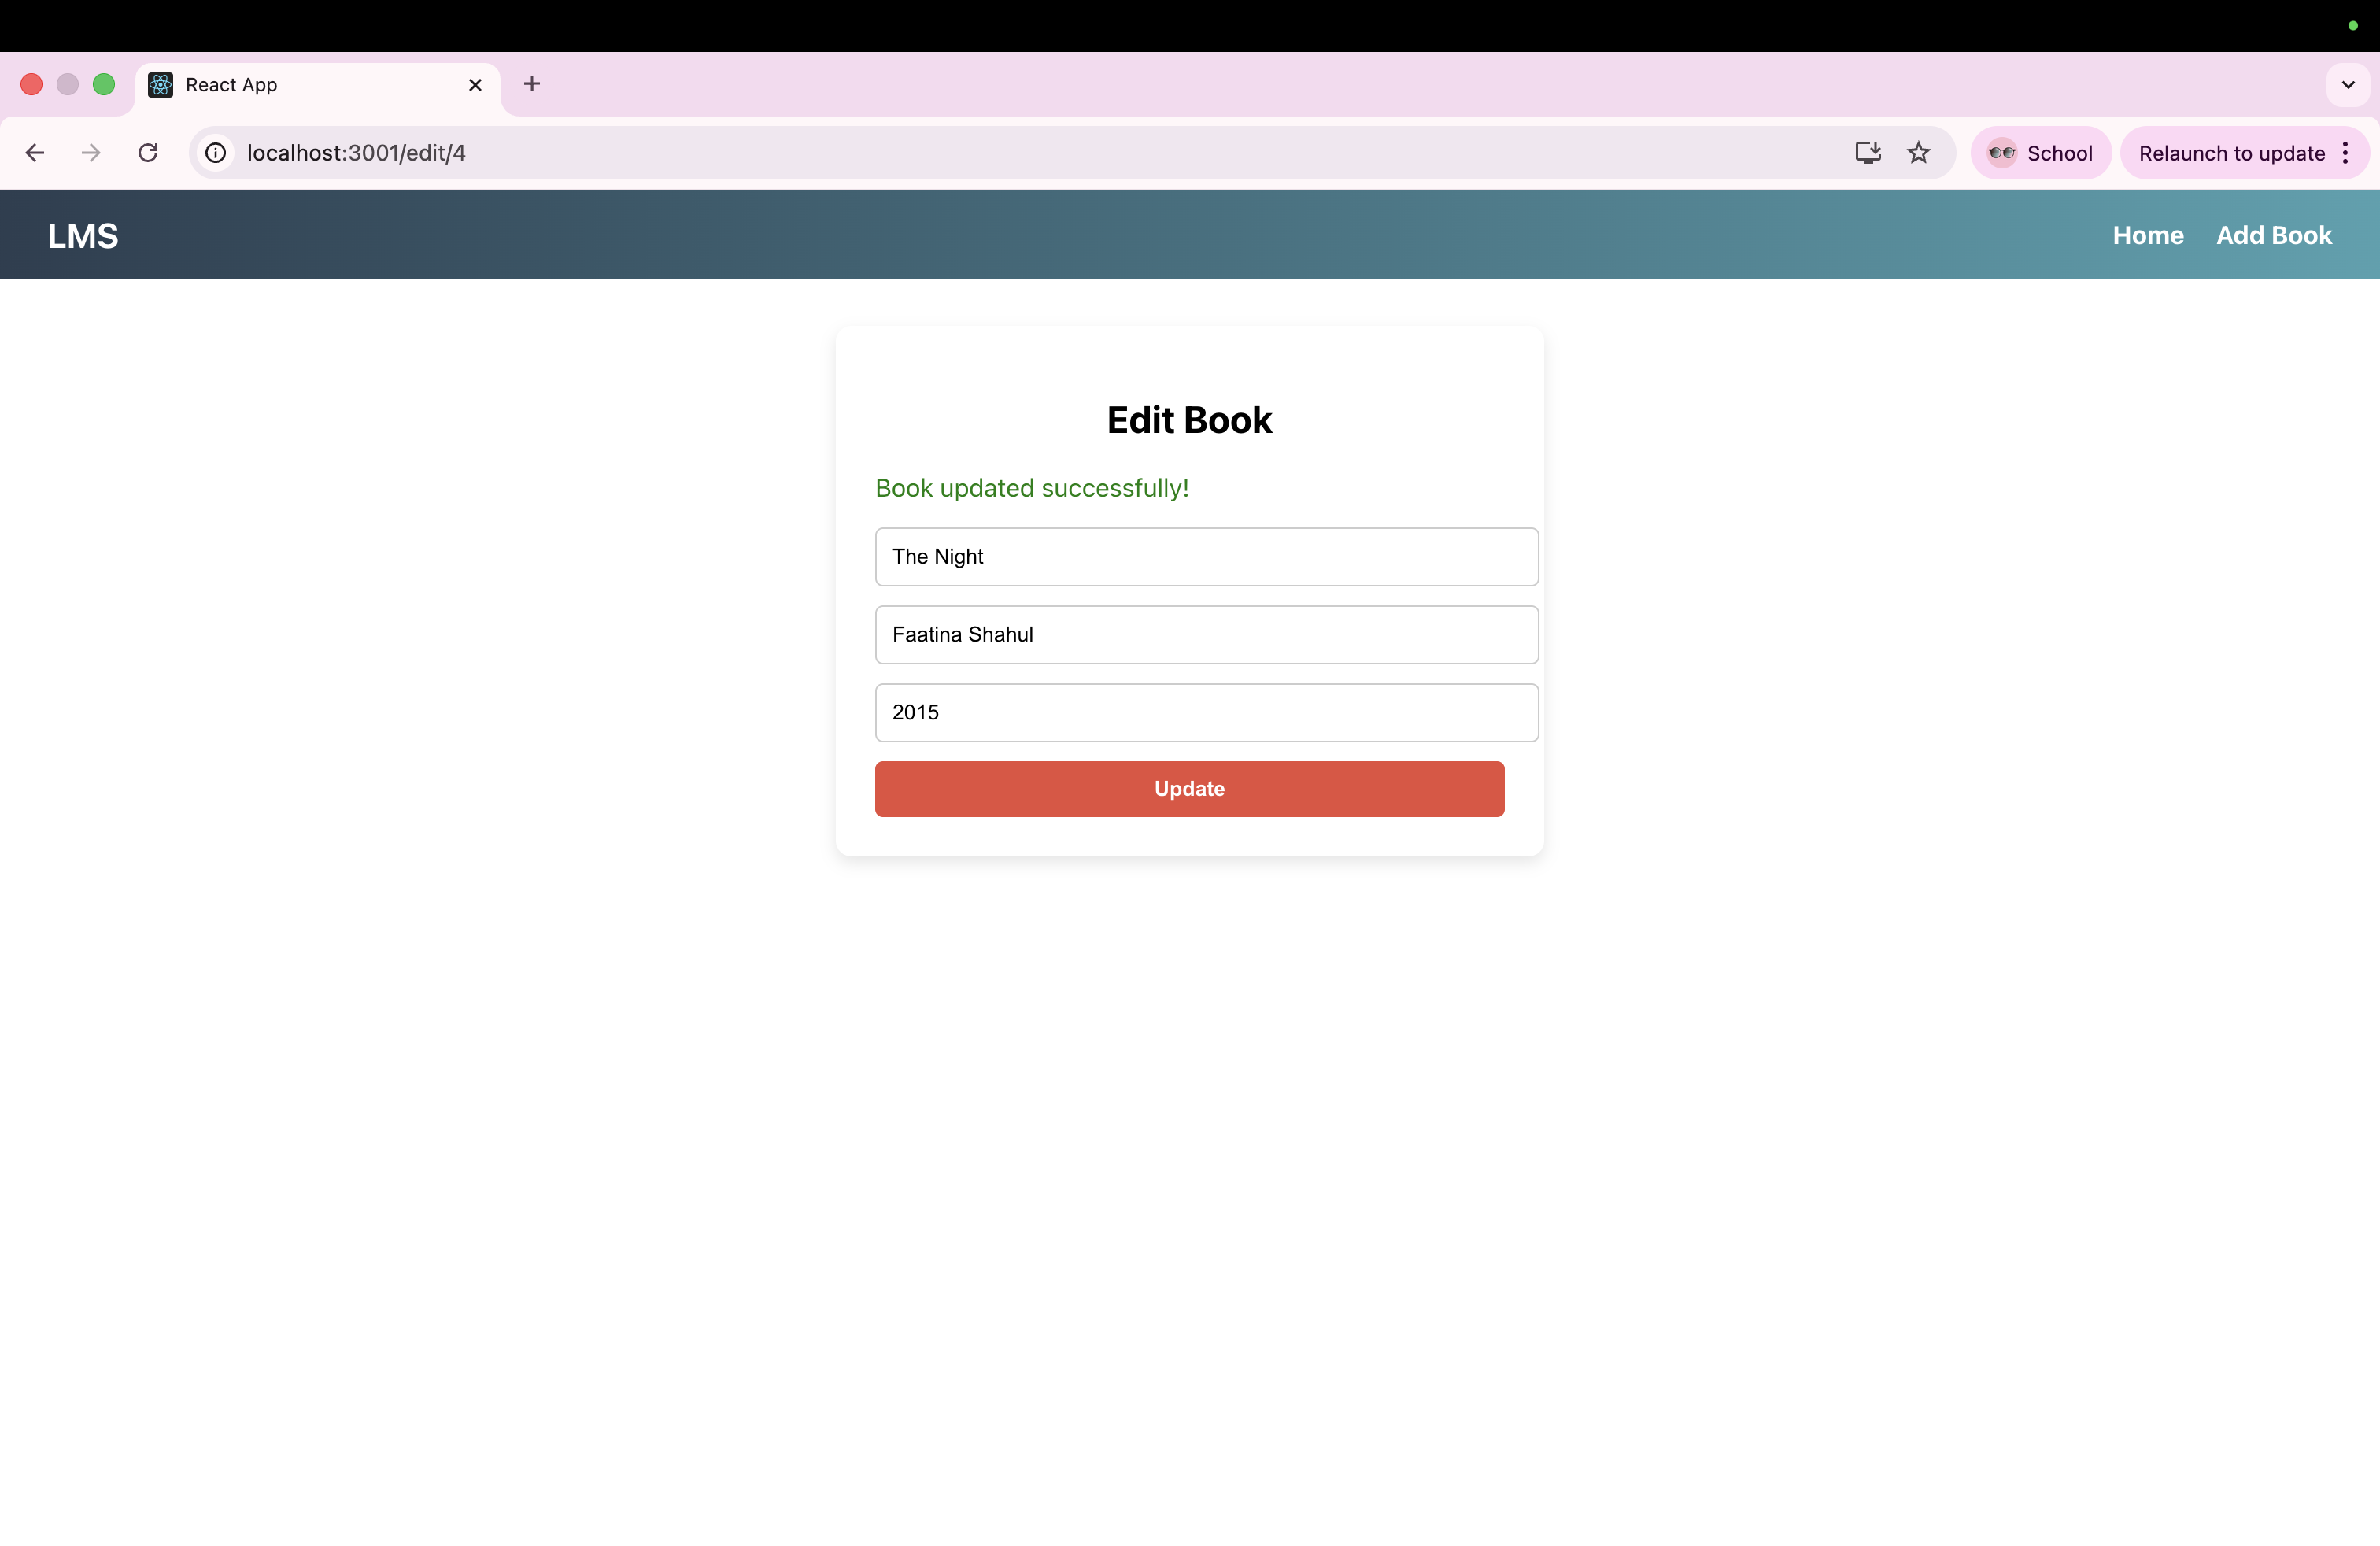 React App
localhost:3001/edit/4
School
Relaunch to update
LMS
Home
Add Book
Edit Book
Book updated successfully!
The Night
Faatina Shahul
2015
Update